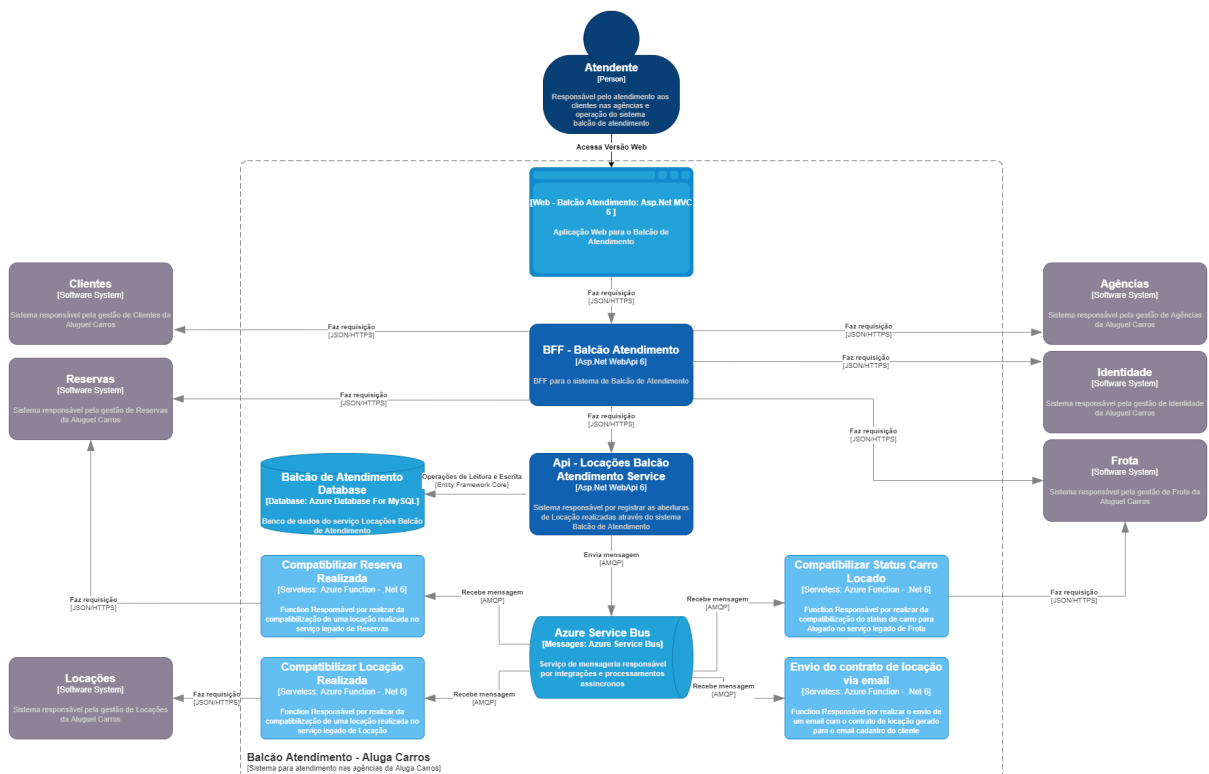 Atendente
[Person]
Responsável pelo atendimento aos
clientes nas agências e
operação do sistema
balcão de atendimento
Acessa Versão Web
[Web - Balcão Atendimento: Asp.Net MVC
6 ]
Aplicação Web para o Balcão de
Atendimento
Faz requisição
[JSON/HTTPS]
Clientes
[Software System]
Sistema responsável pela gestão de Clientes da
Aluguel Carros
Faz requisição
[JSON/HTTPS]
BFF - Balcão Atendimento
[Asp.Net WebApi 6]
BFF para o sistema de Balcão de Atendimento
Faz requisição
[JSON/HTTPS]
Agências
[Software System]
Sistema responsável pela gestão de Agências
da Aluguel Carros
Reservas
[Software System]
Sistema responsável pela gestão de Reservas
da Aluguel Carros
Faz requisição
[JSON/HTTPS]
Faz requisição
[JSON/HTTPS]
Identidade
[Software System]
Sistema responsável pela gestão de Identidade
da Aluguel Carros
Faz requisição
[JSON/HTTPS]
Faz requisição
[JSON/HTTPS]
Frota
[Software System]
Sistema responsável pela gestão de Frota da
Aluguel Carros
Balcão de Atendimento
Database
[Database: Azure Database For MySQL]
Banco de dados do serviço Locações Balcão
de Atendimento
Operações de Leitura e Escrita
[Entity Framework Core]
Api - Locações Balcão
Atendimento Service
[Asp.Net WebApi 6]
Sistema responsável por registrar as aberturas
de Locação realizadas através do sistema
Balcão de Atendimento
Envia mensagem
[AMQP]
Faz requisição
[JSON/HTTPS]
Compatibilizar Reserva
Realizada
[Serveless: Azure Function - .Net 6]
Function Responsável por realizar da
compatibilização de uma locação realizada no
serviço legado de Reservas
Recebe mensagem
[AMQP]
Recebe mensagem
[AMQP]
Compatibilizar Status Carro
Locado
[Serveless: Azure Function - .Net 6]
Function Responsável por realizar da
compatibilização do status de carro para
Alugado no serviço legado de Frota
Faz requisição
[JSON/HTTPS]
Azure Service Bus
[Messages: Azure Service Bus]
Serviço de mensageria responsável
por integrações e processamentos
assíncronos
Locações
[Software System]
Sistema responsável pela gestão de Locações
da Aluguel Carros
Faz requisição
[JSON/HTTPS]
Compatibilizar Locação
Realizada
[Serveless: Azure Function - .Net 6]
Function Responsável por realizar da
compatibilização de uma locação realizada no
serviço legado de Locação
Recebe mensagem
[AMQP]
Recebe mensagem
[AMQP]
Envio do contrato de locação
via email
[Serveless: Azure Function - .Net 6]
Function Responsável por realizar o envio de
um email com o contrato de locação gerado
para o email cadastro do cliente
Balcão Atendimento - Aluga Carros
[Sistema para atendimento nas agências da Aluga Carros]